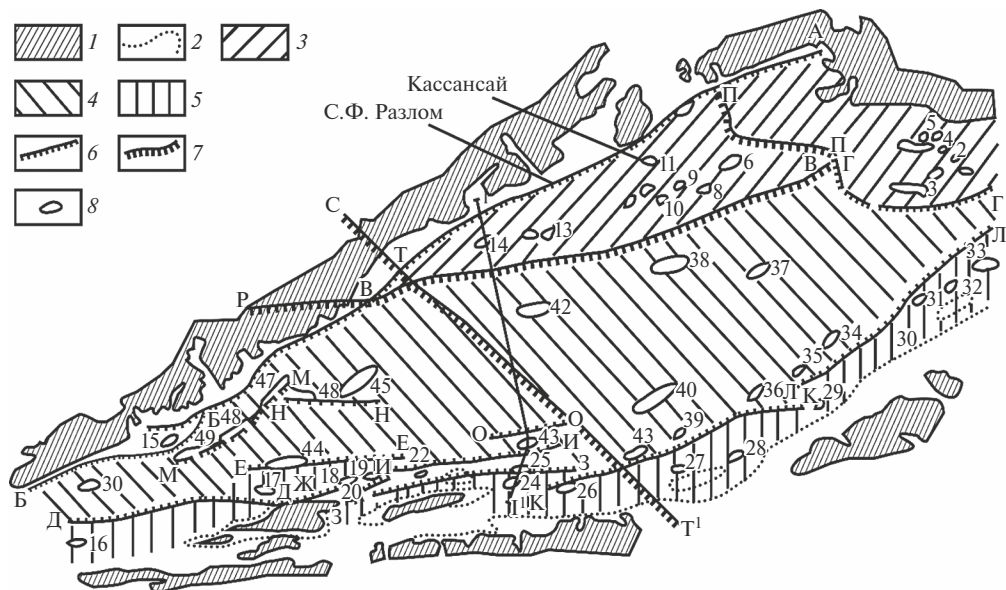 1
2
3
4
5
6
7
8
Кассансай
С.Ф. Разлом
А
П
П
5
4
2
3
Г
Г
11
9
6
8
10
В
С
14
13
Т
В
Р
38
37
42
Л
33
32
31
30
34
35
47
М
48
45
Б
48
Н
Н
15
49
40
36
Л
К
29
39
О
О
43
И
43
44
Е
Е
22
М
30
Б
Д
25
З
28
27
17
Д
Ж
18
19
И
20
24
К
26
З
16
Т¹